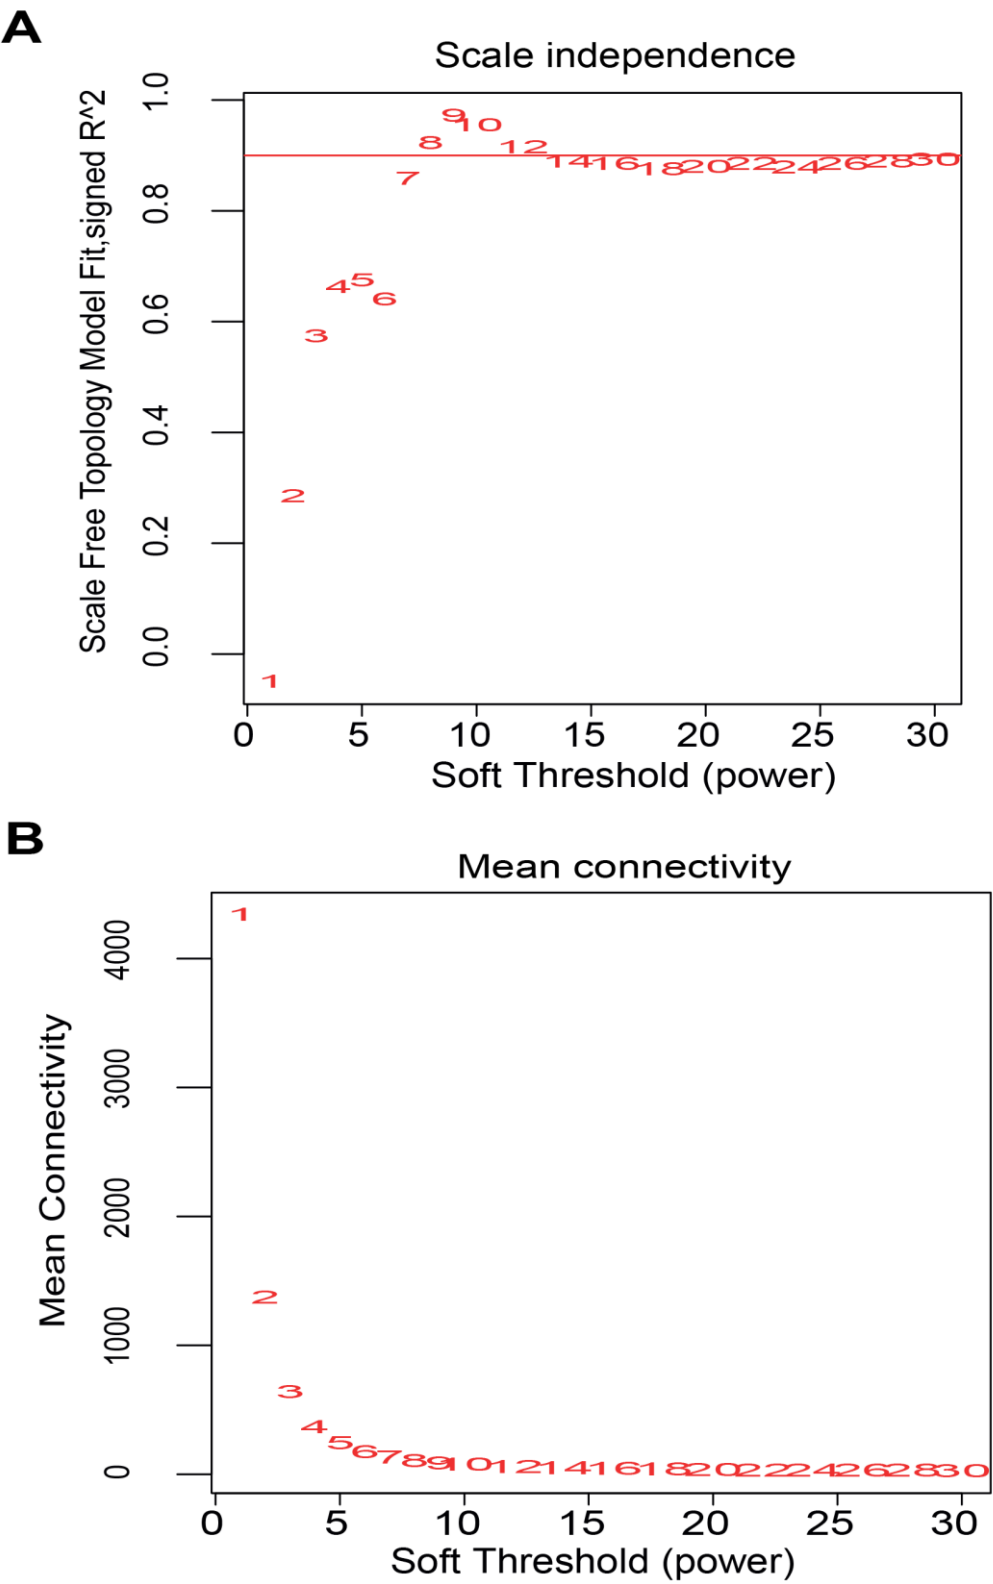 A
Scale independence
Scale Free Topology Model Fit,signed R^2
1.0
0.8
0.6
0.4
0.2
0.0
1 2 3 4 5 6 7 8 9 10 12 14 16 18 20 22 24 26 28 30
0 5 10 15 20 25 30
Soft Threshold (power)
B
Mean connectivity
Mean Connectivity
4000
3000
2000
1000
0
1 2 3 4 5 6 7 8 9 10 12 14 16 18 20 22 24 26 28 30
0 5 10 15 20 25 30
Soft Threshold (power)